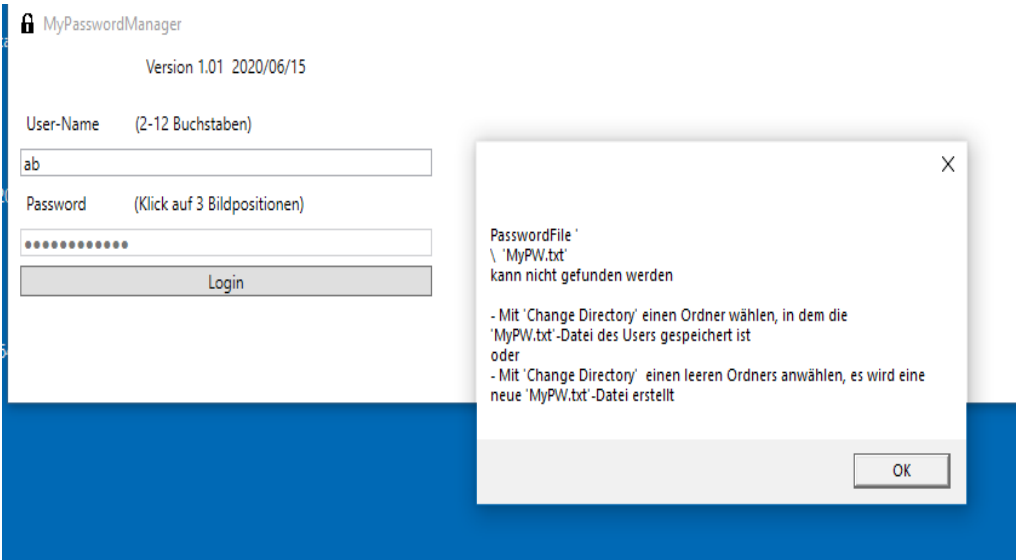 MyPasswordManager
Version 1.01 2020/06/15
User-Name (2-12 Buchstaben)
ab
Password (Klick auf 3 Bildpositionen)
Login
PasswordFile '
\ 'MyPW.txt'
kann nicht gefunden werden
- Mit 'Change Directory' einen Ordner wählen, in dem die
'MyPW.txt'-Datei des Users gespeichert ist
oder
- Mit 'Change Directory' einen leeren Ordners anwählen, es wird eine
neue 'MyPW.txt'-Datei erstellt
OK